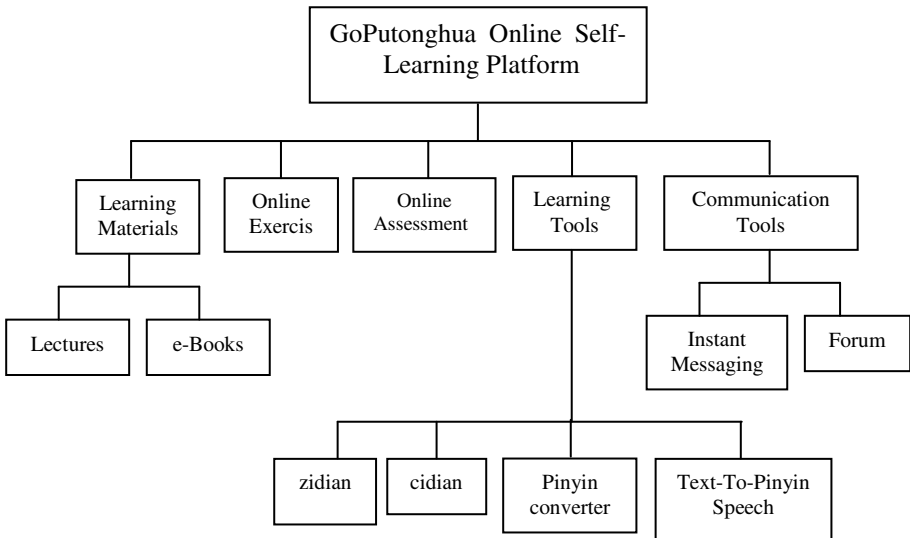 GoPutonghua Online Self-
Learning Platform
Learning
Materials
Online
Exercis
Online
Assessment
Learning
Tools
Communication
Tools
Lectures
e-Books
Instant
Messaging
Forum
zidian
cidian
Pinyin
converter
Text-To-Pinyin
Speech